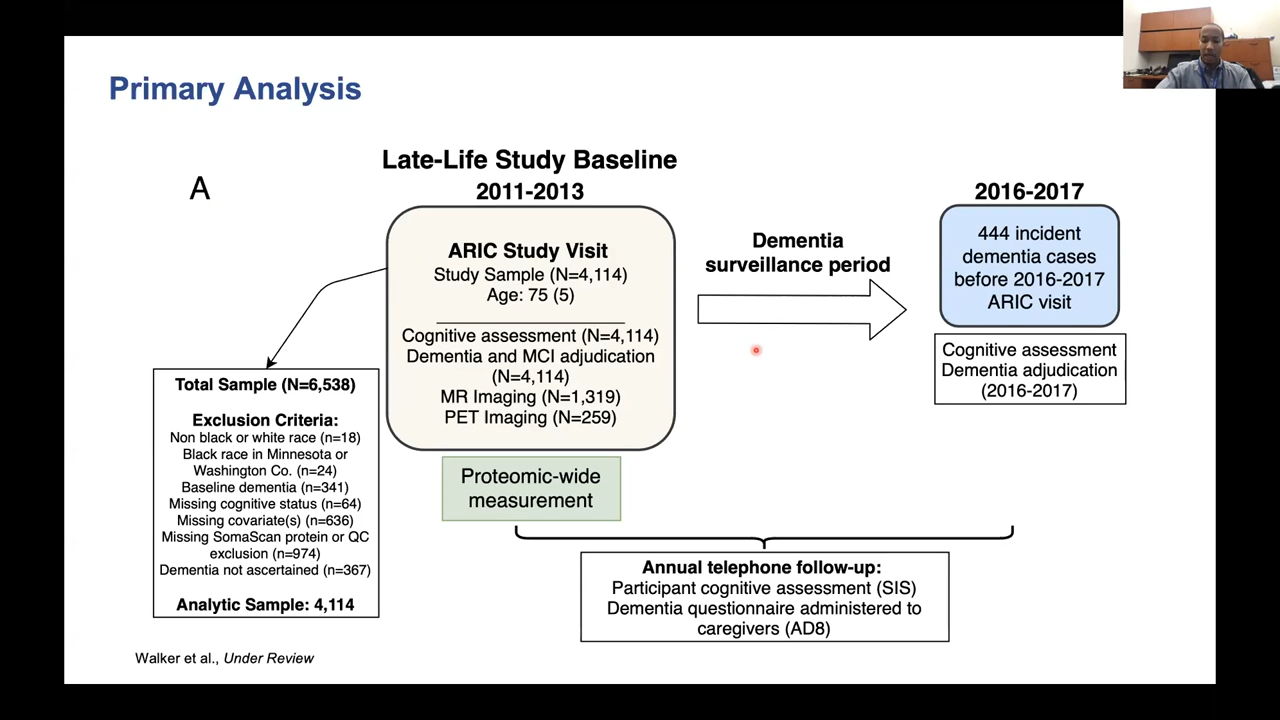 Primary Analysis
A
Late-Life Study Baseline
2011-2013
ARIC Study Visit
Study Sample (N=4,114)
Age: 75 (5)
Cognitive assessment (N=4,114)
Dementia and MCI adjudication
(N=4,114)
MR Imaging (N=1,319)
PET Imaging (N=259)
Proteomic-wide
measurement
Dementia
surveillance period
2016-2017
444 incident
dementia cases
before 2016-2017
ARIC visit
Cognitive assessment
Dementia adjudication
(2016-2017)
Total Sample (N=6,538)
Exclusion Criteria:
Non black or white race (n=18)
Black race in Minnesota or
Washington Co. (n=24)
Baseline dementia (n=341)
Missing cognitive status (n=64)
Missing covariate(s) (n=636)
Missing SomaScan protein or QC
exclusion (n=974)
Dementia not ascertained (n=367)
Analytic Sample: 4,114
Annual telephone follow-up:
Participant cognitive assessment (SIS)
Dementia questionnaire administered to
caregivers (AD8)
Walker et al., Under Review